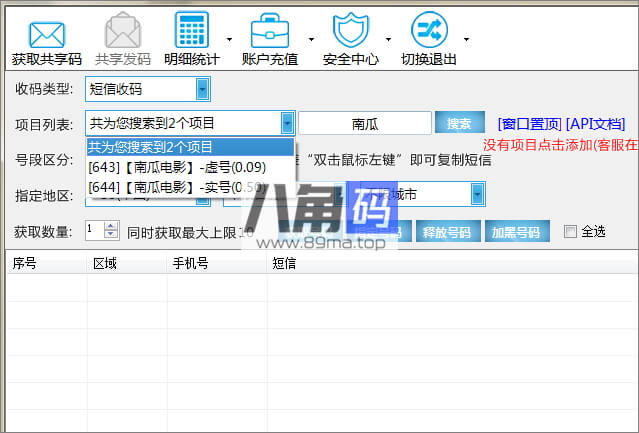 获取共享码 共享发码 明细统计 账户充值 安全中心 切换退出
收码类型: 短信收码
项目列表: 共为您搜索到2个项目 南瓜 搜索 [窗口置顶] [API文档]
没有项目点击添加(客服在
共为您搜索到2个项目
号段区分: “双击鼠标左键”即可复制短信
[643]【南瓜电影】-虚号(0.09)
[644]【南瓜电影】-实号(0.50)
指定地区: 不限城市
八角码
www.89ma.top
获取数量: 1 同时获取最大上限10 号码 释放号码 加黑号码 全选
序号 区域 手机号 短信